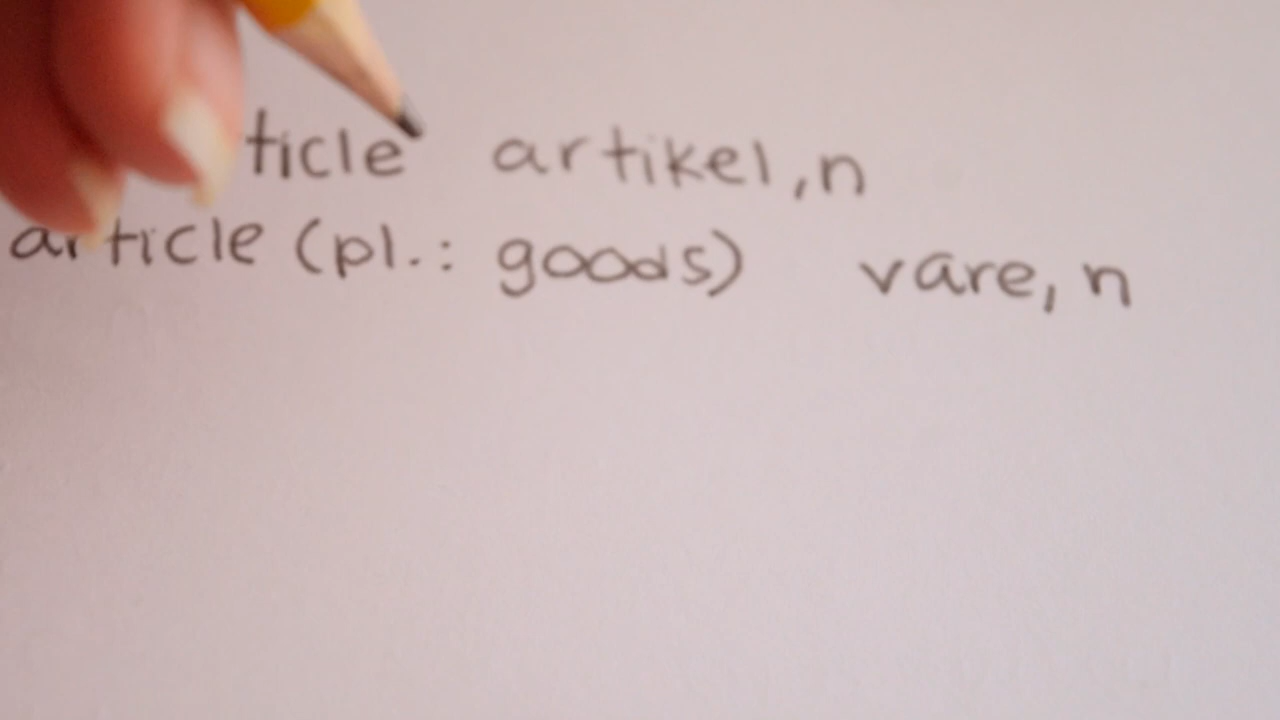 ticle artikel, n
article (pl.: goods) vare, n